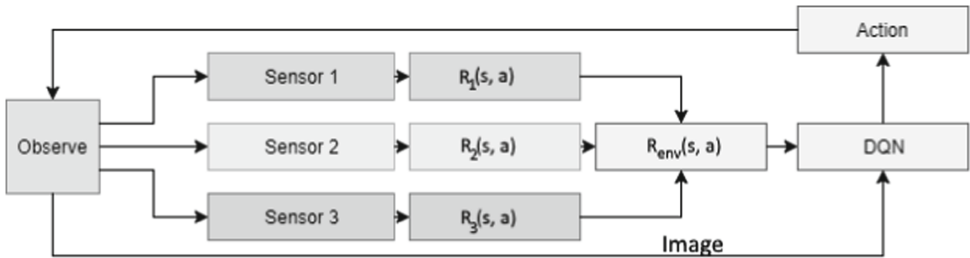 Action
Sensor 1
R1(s, a)
Observe
Sensor 2
R2(s, a)
Renv(s, a)
DQN
Sensor 3
R3(s, a)
Image